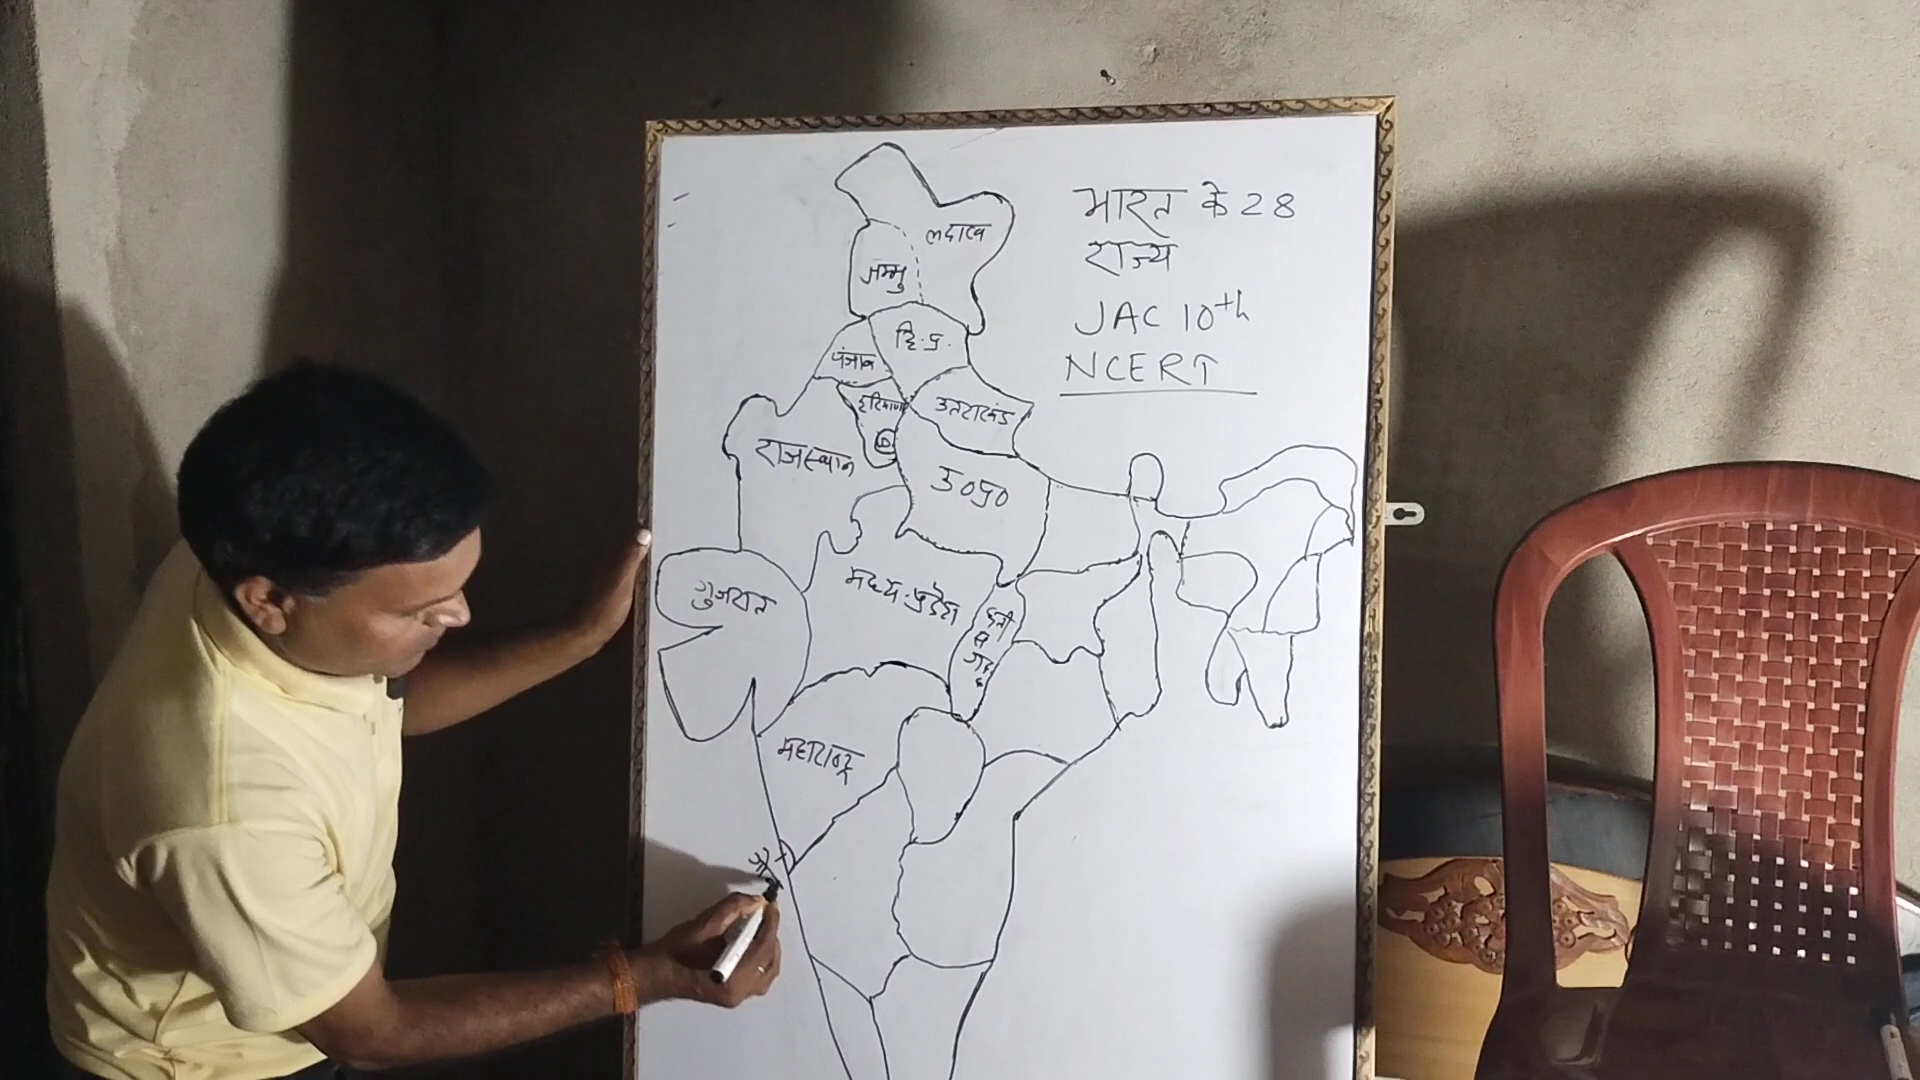 भारत के 28
राज्य
JAC 10th
NCERT
लद्दाख
जम्मु
हि.प्र.
पंजाब
हरियाणा
उत्तराखंड
राजस्थान
उ०प्र०
गुजरात
मध्य-प्रदेश
छत्ती
स
गढ़
महाराष्ट्र